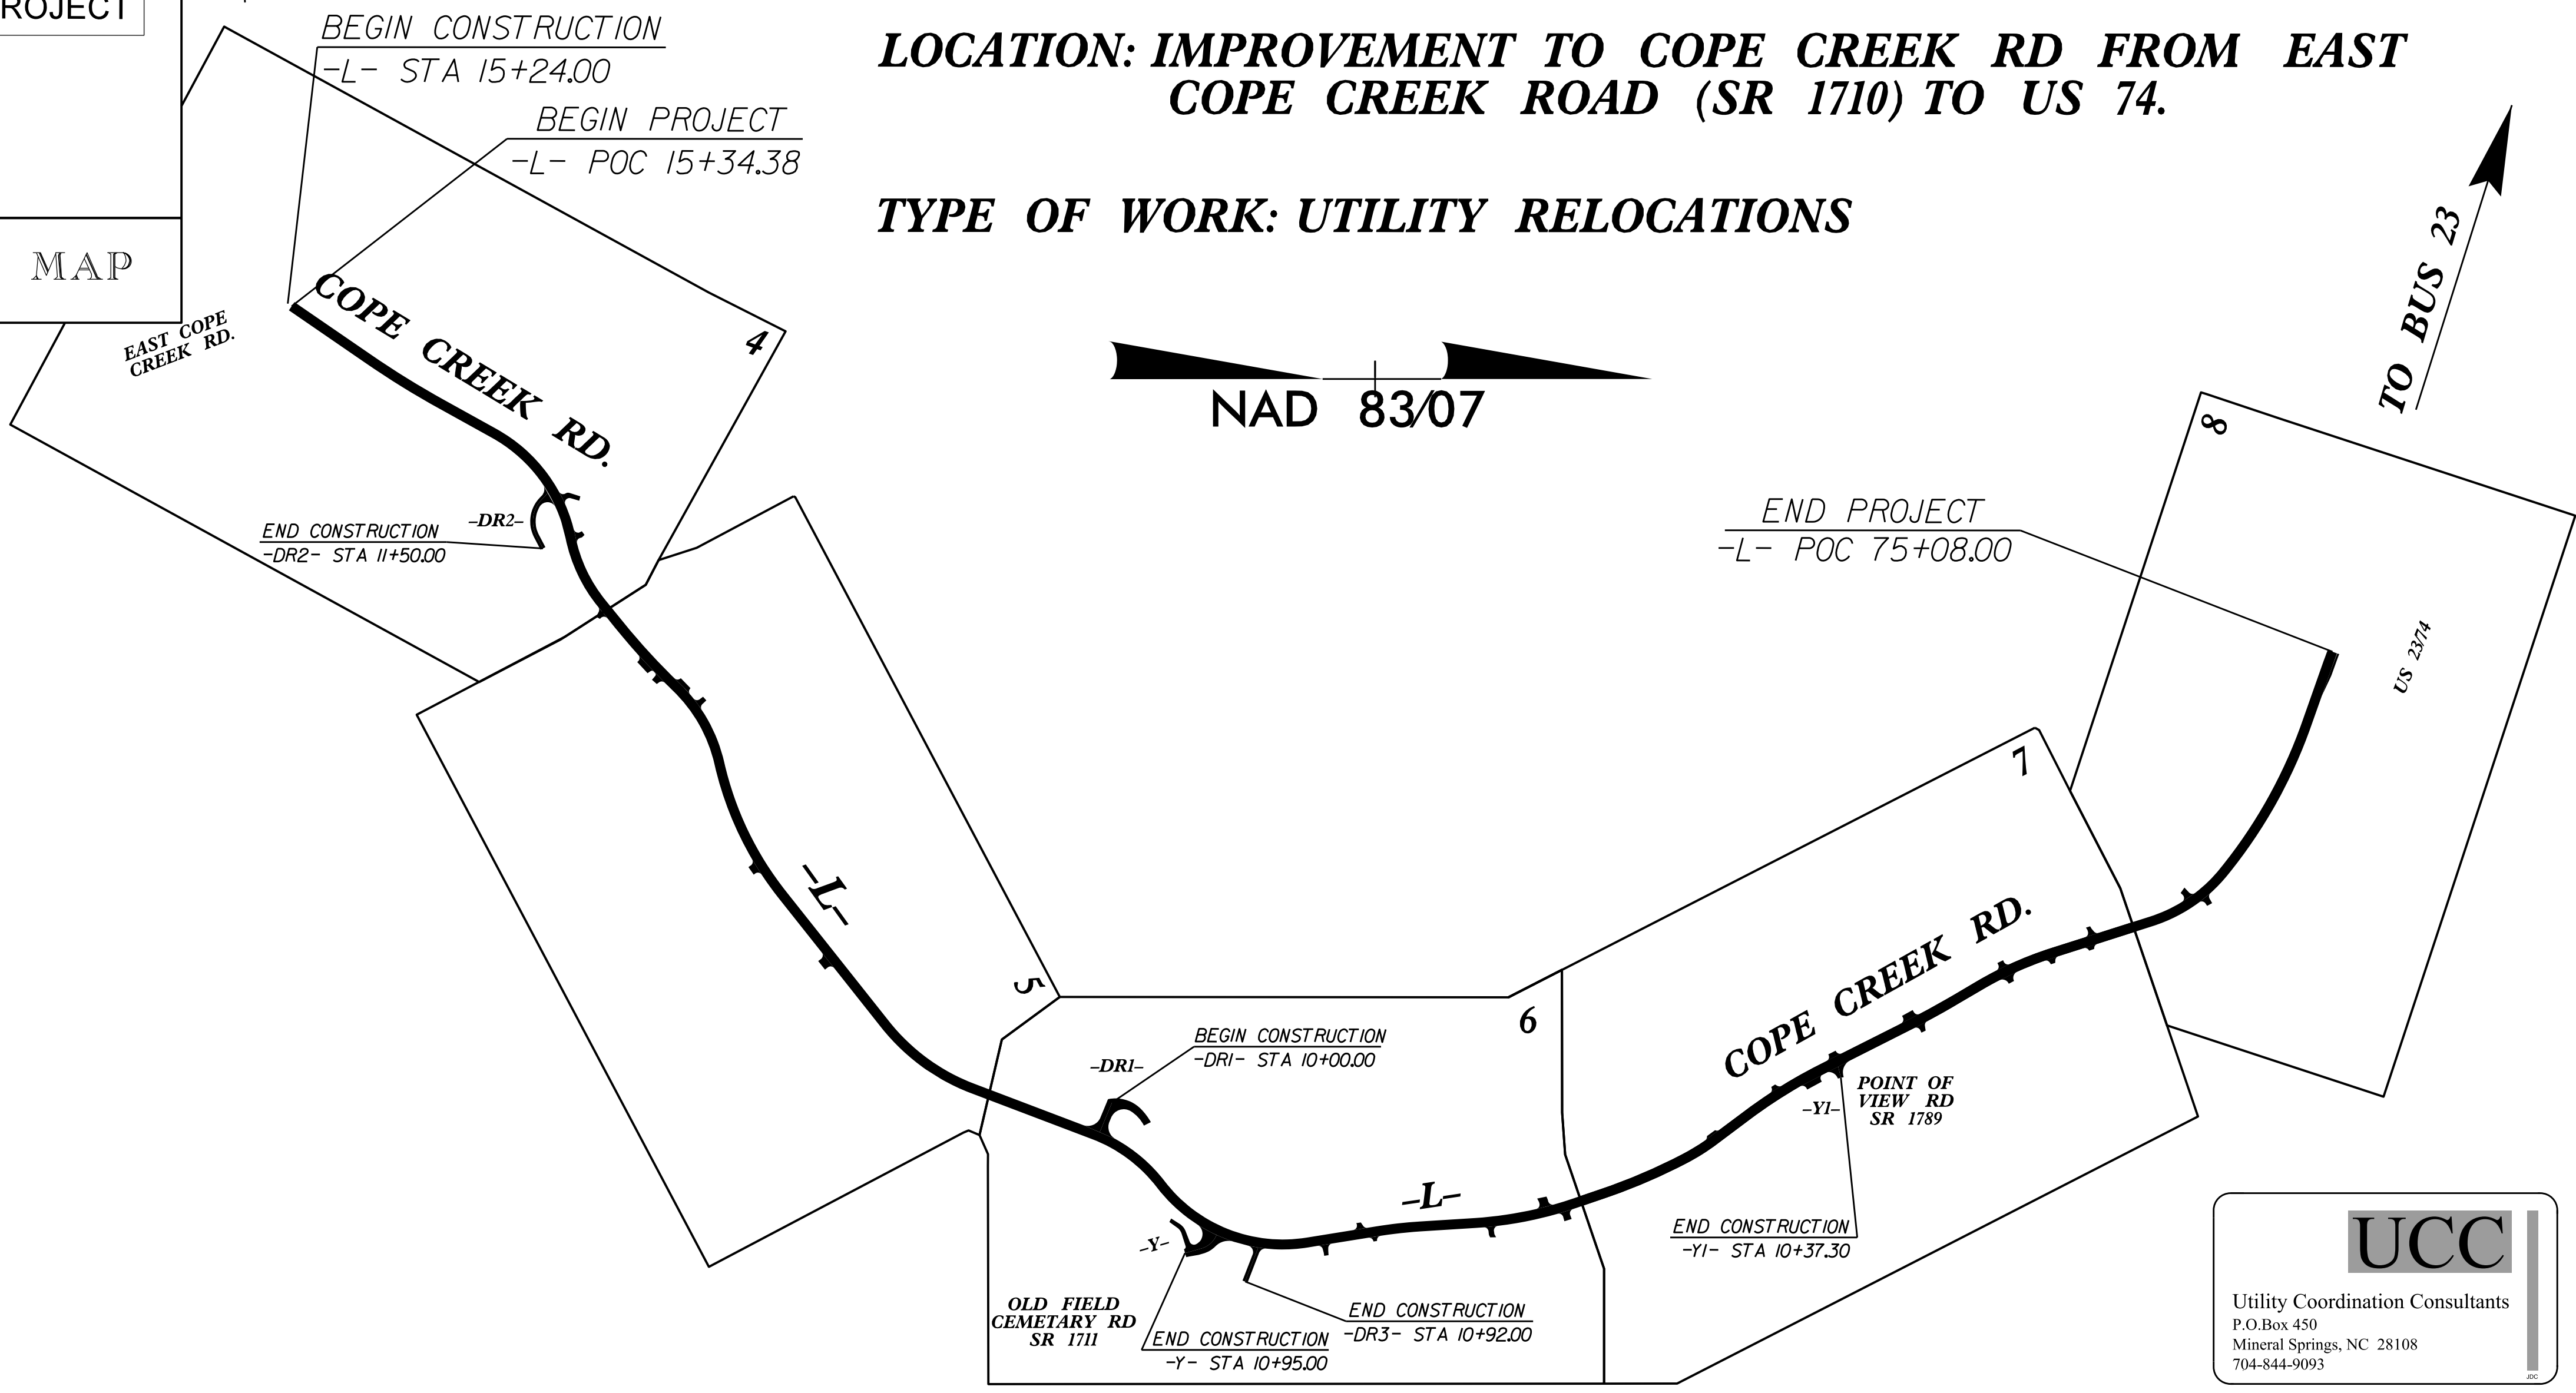 ROJECT
BEGIN CONSTRUCTION
-L- STA 15+24.00
BEGIN PROJECT
-L- POC 15+34.38
LOCATION: IMPROVEMENT TO COPE CREEK RD FROM EAST
COPE CREEK ROAD (SR 1710) TO US 74.
TYPE OF WORK: UTILITY RELOCATIONS
MAP
EAST COPE
CREEK RD.
COPE CREEK RD.
4
NAD 83/07
TO BUS 23
8
END PROJECT
-L- POC 75+08.00
US 23/74
-DR2-
END CONSTRUCTION
-DR2- STA 11+50.00
-L-
5
7
COPE CREEK RD.
6
BEGIN CONSTRUCTION
-DR1- STA 10+00.00
-DR1-
-Y1-
POINT OF
VIEW RD
SR 1789
-L-
-Y-
END CONSTRUCTION
-Y1- STA 10+37.30
OLD FIELD
CEMETARY RD
SR 1711
END CONSTRUCTION
-Y- STA 10+95.00
END CONSTRUCTION
-DR3- STA 10+92.00
UCC
Utility Coordination Consultants
P.O.Box 450
Mineral Springs, NC 28108
704-844-9093
JDC